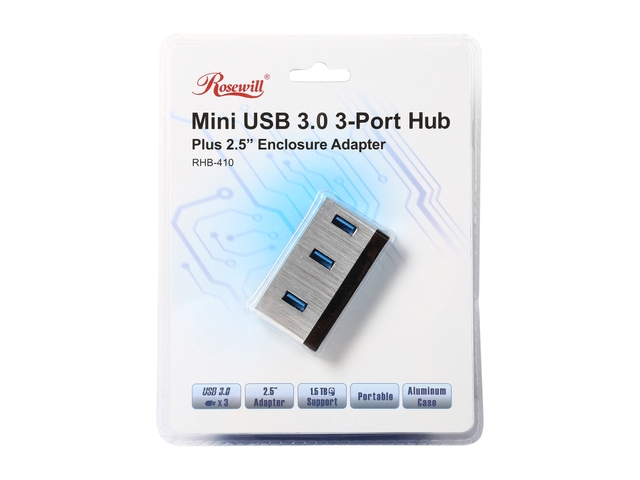 Rosewill®
Mini USB 3.0 3-Port Hub
Plus 2.5” Enclosure Adapter
RHB-410
USB 3.0
x 3
2.5"
Adapter
1.5 TB
Support
Portable
Aluminum
Case